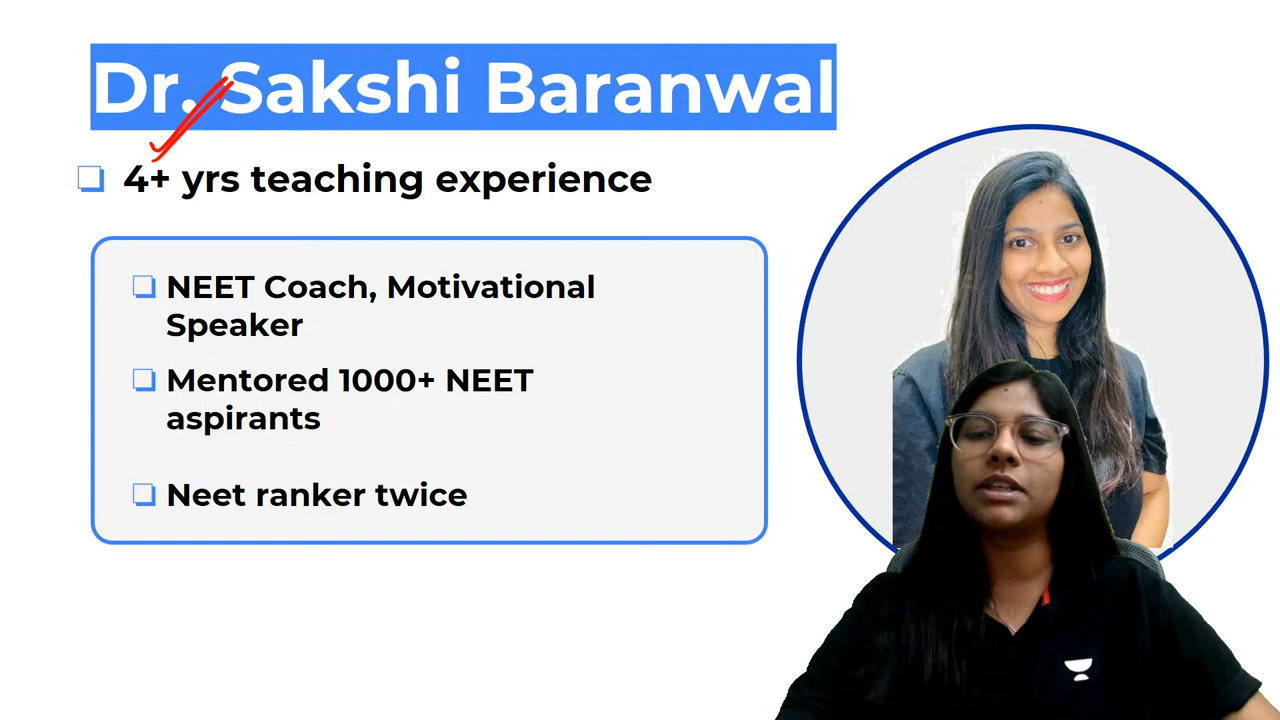 Dr. Sakshi Baranwal
4+ yrs teaching experience
NEET Coach, Motivational
Speaker
Mentored 1000+ NEET
aspirants
Neet ranker twice